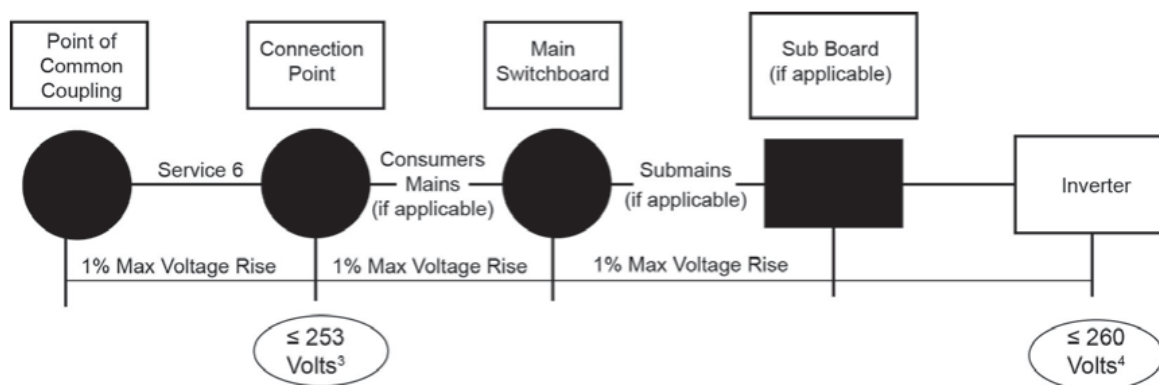 Point of
Common
Coupling
Connection
Point
Main
Switchboard
Sub Board
(if applicable)
Service 6
Consumers
Mains
(if applicable)
Submains
(if applicable)
Inverter
1% Max Voltage Rise
1% Max Voltage Rise
1% Max Voltage Rise
≤ 253
Volts³
≤ 260
Volts⁴